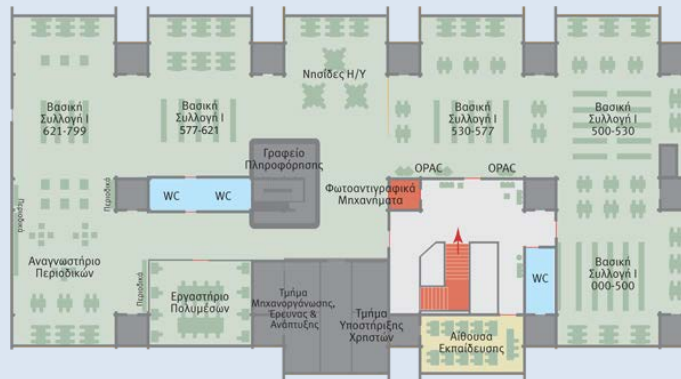 Νησίδες Η/Υ
Βασική
Συλλογή Ι
621-799
Βασική
Συλλογή Ι
577-621
Βασική
Συλλογή Ι
530-577
Βασική
Συλλογή Ι
500-530
Γραφείο
Πληροφόρησης
OPAC
OPAC
WC
WC
Περιοδικά
Φωτοαντιγραφικά
Μηχανήματα
Περιοδικά
Αναγνωστήριο
Περιοδικών
Περιοδικά
Εργαστήριο
Πολυμέσων
Τμήμα
Μηχανοργάνωσης,
Έρευνας &
Ανάπτυξης
Τμήμα
Υποστήριξης
Χρηστών
WC
Βασική
Συλλογή Ι
000-500
Αίθουσα
Εκπαίδευσης